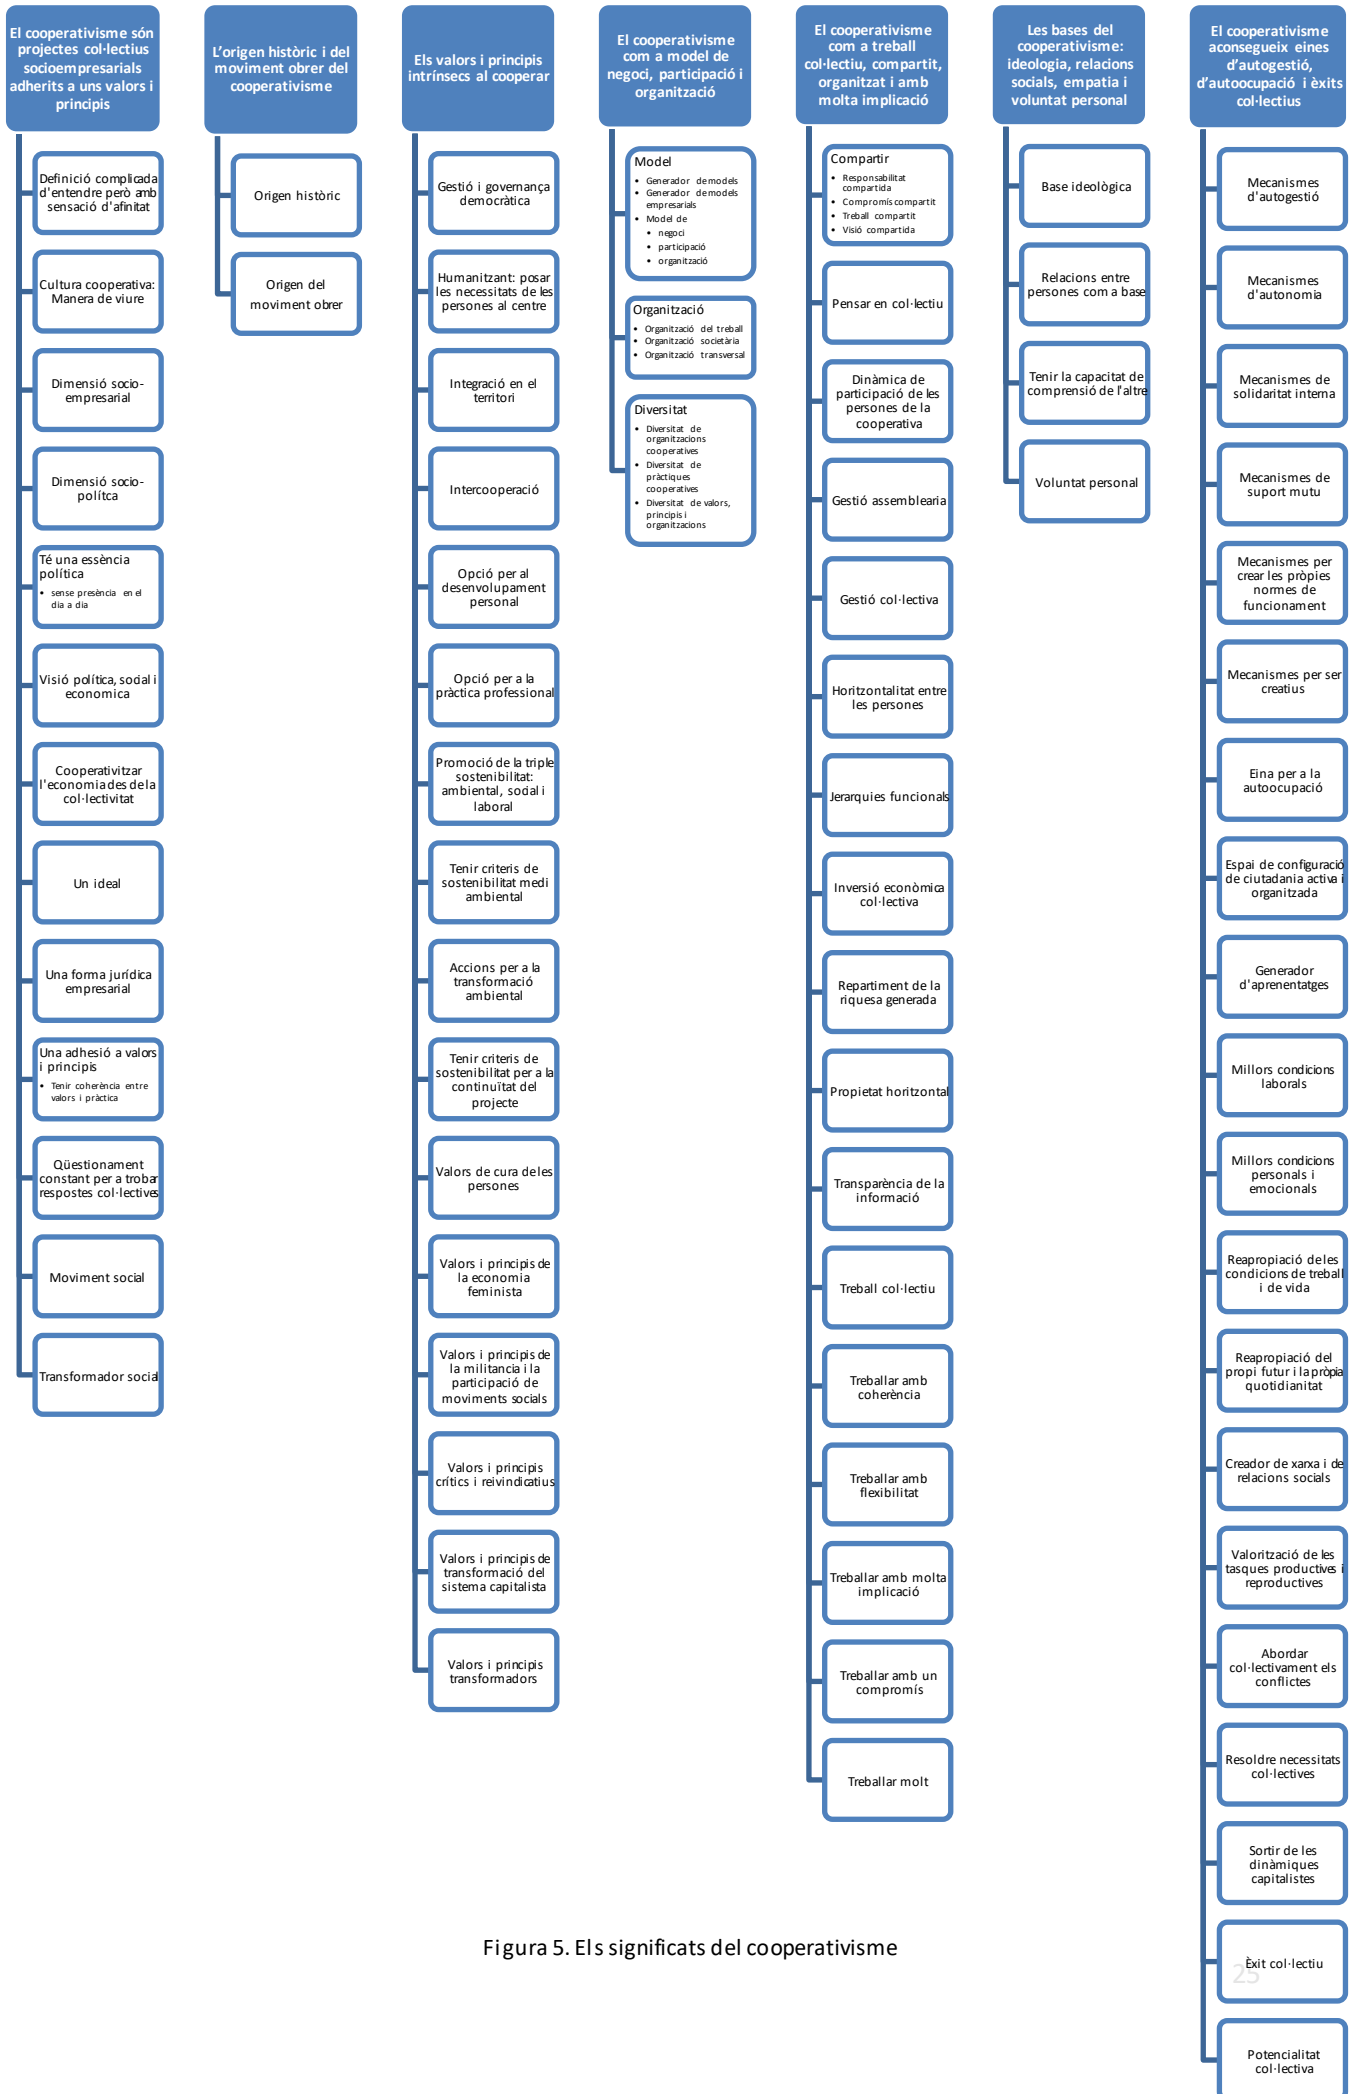 El cooperativisme són
projectes col·lectius
socioempresarials
adherits a uns valors i
principis
Definició complicada
d'entendre però amb
sensació d'afinitat
Cultura cooperativa:
Manera de viure
Dimensió socio-
empresarial
Dimensió socio-
polítca
Té una essència
política
• sense presència en el
dia a dia
Visió política, social i
economica
Cooperativitzar
l'economia des de la
col·lectivitat
Un ideal
Una forma jurídica
empresarial
Una adhesió a valors
i principis
• Tenir coherència entre
valors i pràctica
Qüestionament
constant per a trobar
respostes col·lectives
Moviment social
Transformador social
L'origen històric i del
moviment obrer del
cooperativisme
Origen històric
Origen del
moviment obrer
Els valors i principis
intrínsecs al cooperar
Gestió i governança
democràtica
Humanitzant: posar
les necessitats de les
persones al centre
Integració en el
territori
Intercooperació
Opció per al
desenvolupament
personal
Opció per a la
pràctica professional
Promoció de la triple
sostenibilitat:
ambiental, social i
laboral
Tenir criteris de
sostenibilitat medi
ambiental
Accions per a la
transformació
ambiental
Tenir criteris de
sostenibilitat per a la
continuïtat del
projecte
Valors de cura de les
persones
Valors i principis de
la economia
feminista
Valors i principis de
la militancia i la
participació de
moviments socials
Valors i principis
crítics i reivindicatius
Valors i principis de
transformació del
sistema capitalista
Valors i principis
transformadors
El cooperativisme
com a model de
negoci, participació i
organització
Model
• Generador de models
• Generador de models
empresarials
• Model de
• negoci
• participació
• organització
Organització
• Organització del treball
• Organització societària
• Organització transversal
Diversitat
• Diversitat de
organitzacions
cooperatives
• Diversitat de
pràctiques
cooperatives
• Diversitat de valors,
principis i
organitzacions
El cooperativisme
com a treball
col·lectiu, compartit,
organitzat i amb
molta implicació
Compartir
• Responsabilitat
compartida
• Compromís compartit
• Treball compartit
• Visió compartida
Pensar en col·lectiu
Dinàmica de
participació de les
persones de la
cooperativa
Gestió assemblearia
Gestió col·lectiva
Horitzontalitat entre
les persones
Jerarquies funcionals
Inversió econòmica
col·lectiva
Repartiment de la
riquesa generada
Propietat horitzontal
Transparència de la
informació
Treball col·lectiu
Treballar amb
coherència
Treballar amb
flexibilitat
Treballar amb molta
implicació
Treballar amb un
compromís
Treballar molt
Les bases del
cooperativisme:
ideologia, relacions
socials, empatia i
voluntat personal
Base ideològica
Relacions entre
persones com a base
Tenir la capacitat de
comprensió de l'altre
Voluntat personal
El cooperativisme
aconsegueix eines
d'autogestió,
d'autoocupació i èxits
col·lectius
Mecanismes
d'autogestió
Mecanismes
d'autonomia
Mecanismes de
solidaritat interna
Mecanismes de
suport mutu
Mecanismes per
crear les pròpies
normes de
funcionament
Mecanismes per ser
creatius
Eina per a la
autoocupació
Espai de configuració
de ciutadania activa i
organitzada
Generador
d'aprenentatges
Millors condicions
laborals
Millors condicions
personals i
emocionals
Reapropiació de les
condicions de treball
i de vida
Reapropiació del
propi futur i la pròpia
quotidianitat
Creador de xarxa i de
relacions socials
Valorització de les
tasques productives i
reproductives
Abordar
col·lectivament els
conflictes
Resoldre necessitats
col·lectives
Sortir de les
dinàmiques
capitalistes
Èxit col·lectiu
Potencialitat
col·lectiva
Figura 5. Els significats del cooperativisme
25